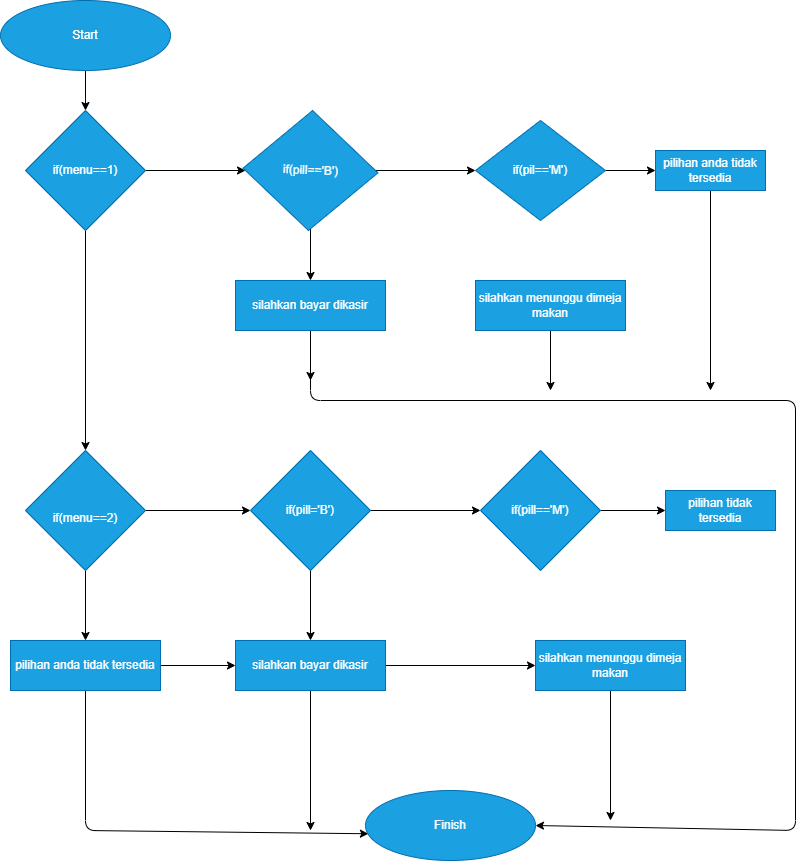 Start
if(menu==1)
if(pill=='B')
if(pil=='M')
pilihan anda tidak
tersedia
silahkan bayar dikasir
silahkan menunggu dimeja
makan
if(menu==2)
if(pill='B')
if(pill=='M')
pilihan tidak
tersedia
pilihan anda tidak tersedia
silahkan bayar dikasir
silahkan menunggu dimeja
makan
Finish